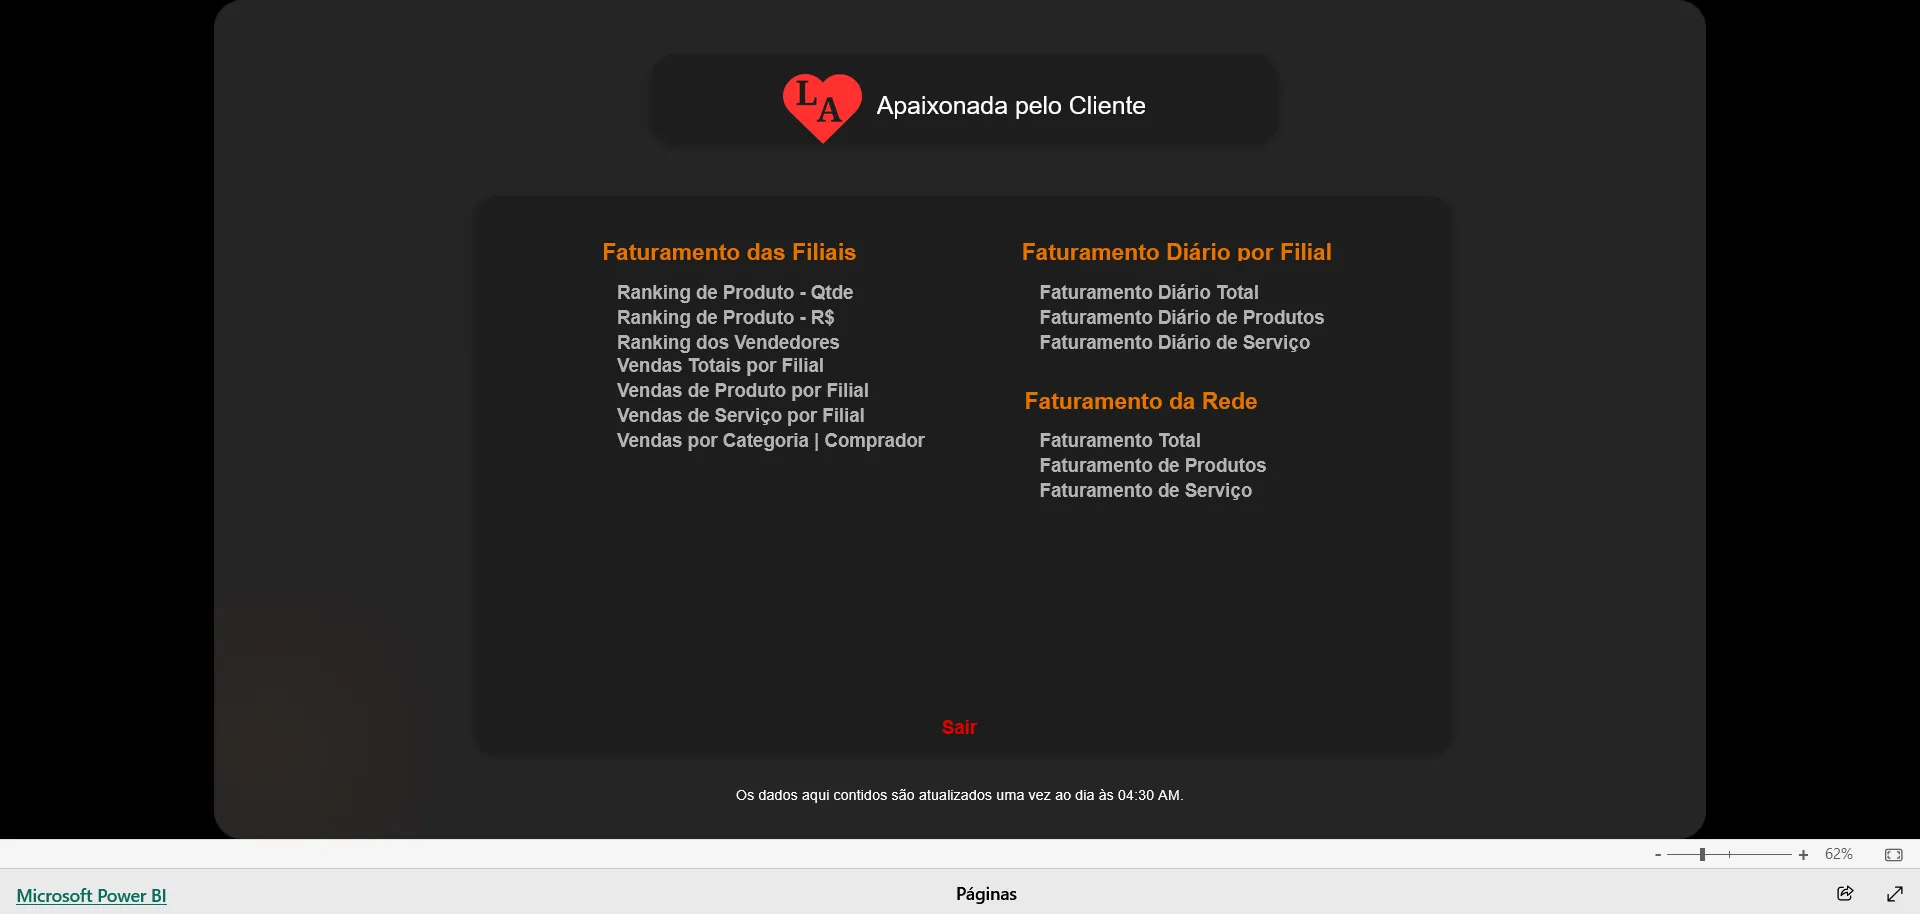 LA
Apaixonada pelo Cliente
Faturamento das Filiais
Ranking de Produto - Qtde
Ranking de Produto - R$
Ranking dos Vendedores
Vendas Totais por Filial
Vendas de Produto por Filial
Vendas de Serviço por Filial
Vendas por Categoria | Comprador
Faturamento Diário por Filial
Faturamento Diário Total
Faturamento Diário de Produtos
Faturamento Diário de Serviço
Faturamento da Rede
Faturamento Total
Faturamento de Produtos
Faturamento de Serviço
Sair
Os dados aqui contidos são atualizados uma vez ao dia às 04:30 AM.
- + 62%
Microsoft Power BI
Páginas